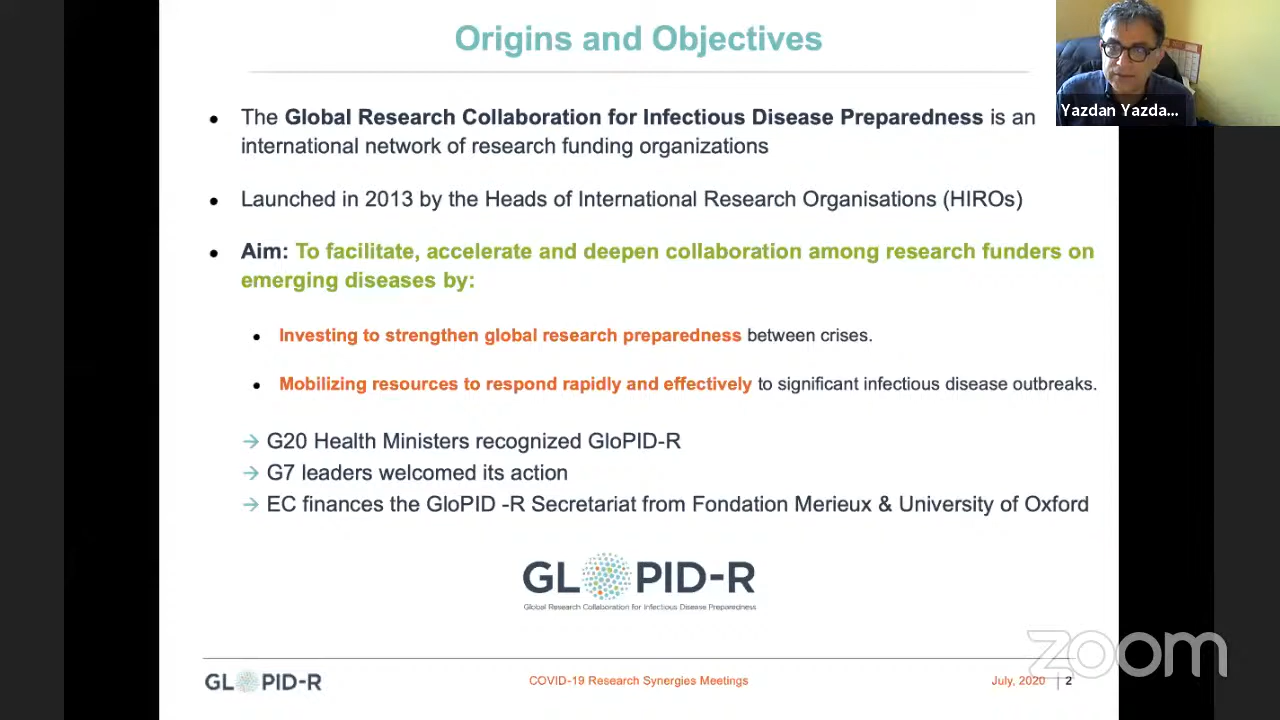 Origins and Objectives
Yazdan Yazda...
• The Global Research Collaboration for Infectious Disease Preparedness is an
international network of research funding organizations
• Launched in 2013 by the Heads of International Research Organisations (HIROs)
• Aim: To facilitate, accelerate and deepen collaboration among research funders on
emerging diseases by:
• Investing to strengthen global research preparedness between crises.
• Mobilizing resources to respond rapidly and effectively to significant infectious disease outbreaks.
→ G20 Health Ministers recognized GloPID-R
→ G7 leaders welcomed its action
→ EC finances the GloPID -R Secretariat from Fondation Merieux & University of Oxford
GLOPID-R
Global Research Collaboration for Infectious Disease Preparedness
zoom
GLOPID-R
COVID-19 Research Synergies Meetings
July, 2020 | 2